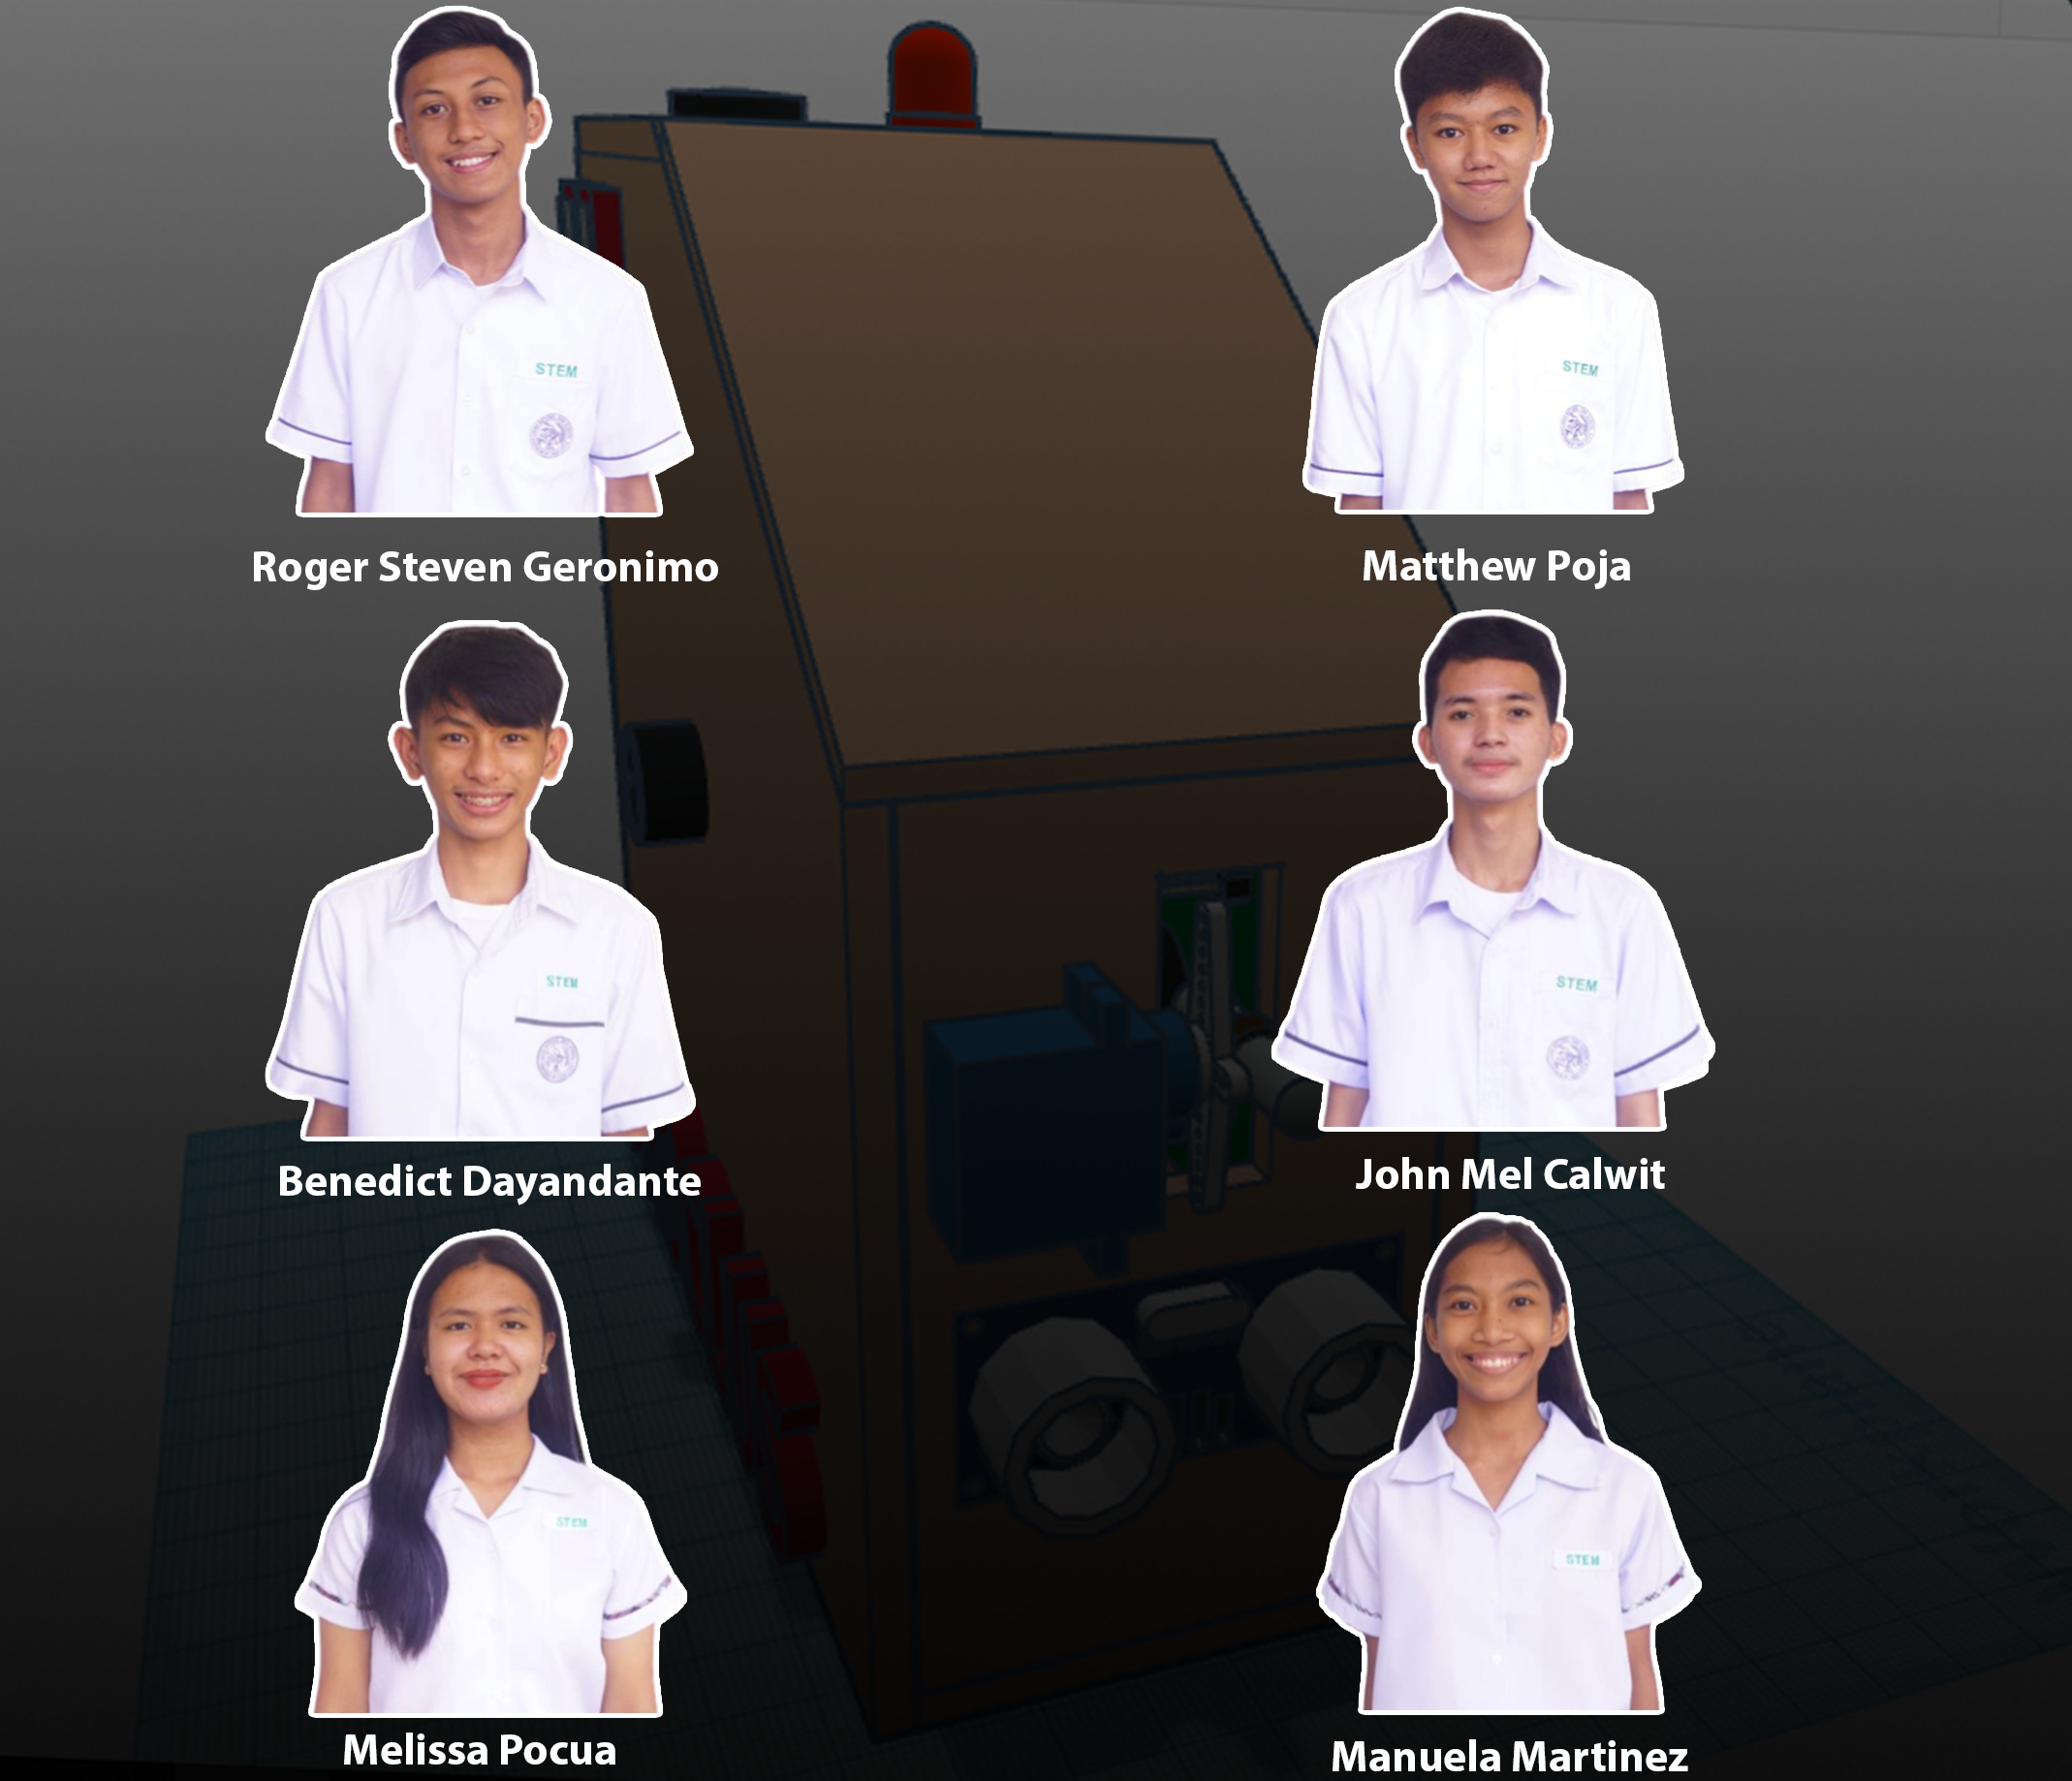 STEM
STEM
Roger Steven Geronimo
Matthew Poja
STEM
STEM
Benedict Dayandante
John Mel Calwit
STEM
STEM
Melissa Pocua
Manuela Martinez